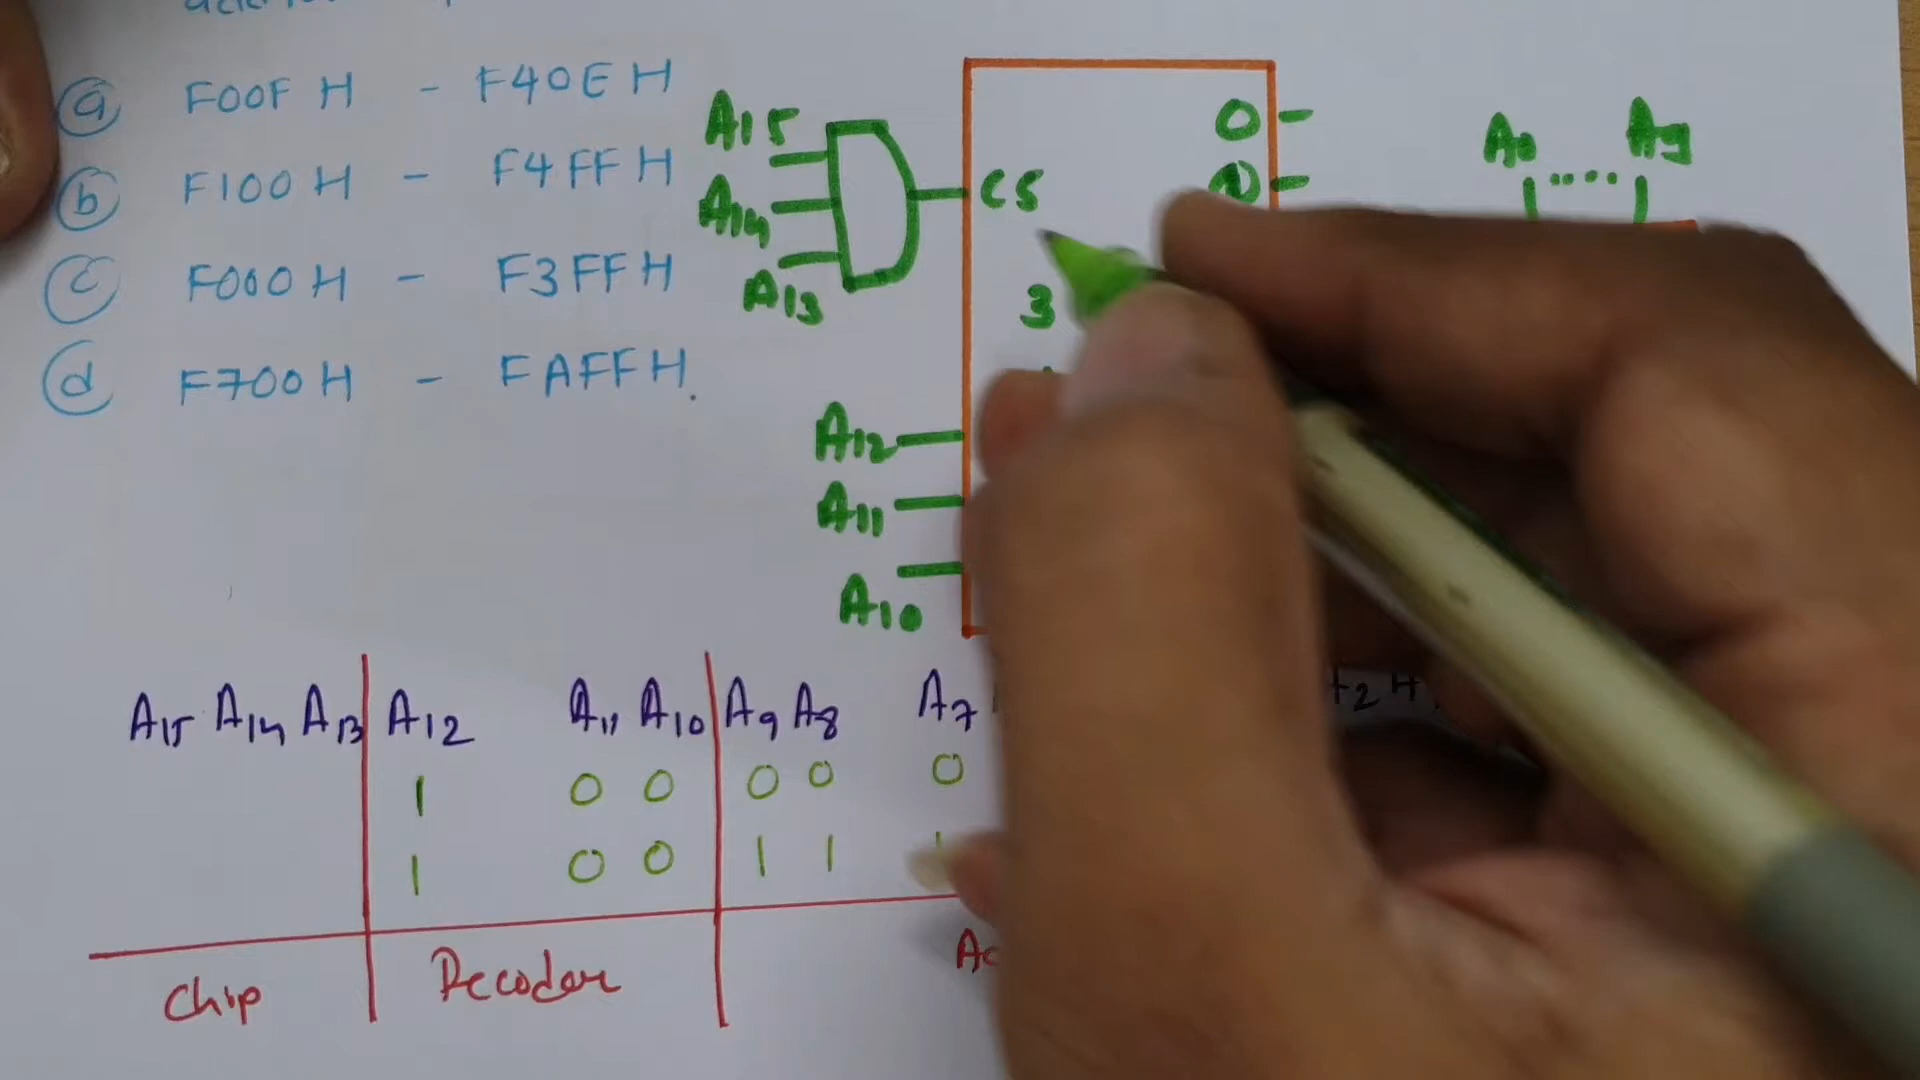 a F00F H - F40E H
b F100 H - F4FF H
c F000 H - F3FF H
d F700 H - FAFF H.
A15
A14
A13
CS
0
1
A0 .... A9
3
A12
A11
A10
A15 A14 A13 A12 A11 A10 A9 A8 A7
1 0 0 0 0 0
1 0 0 1 1
Chip Decoder